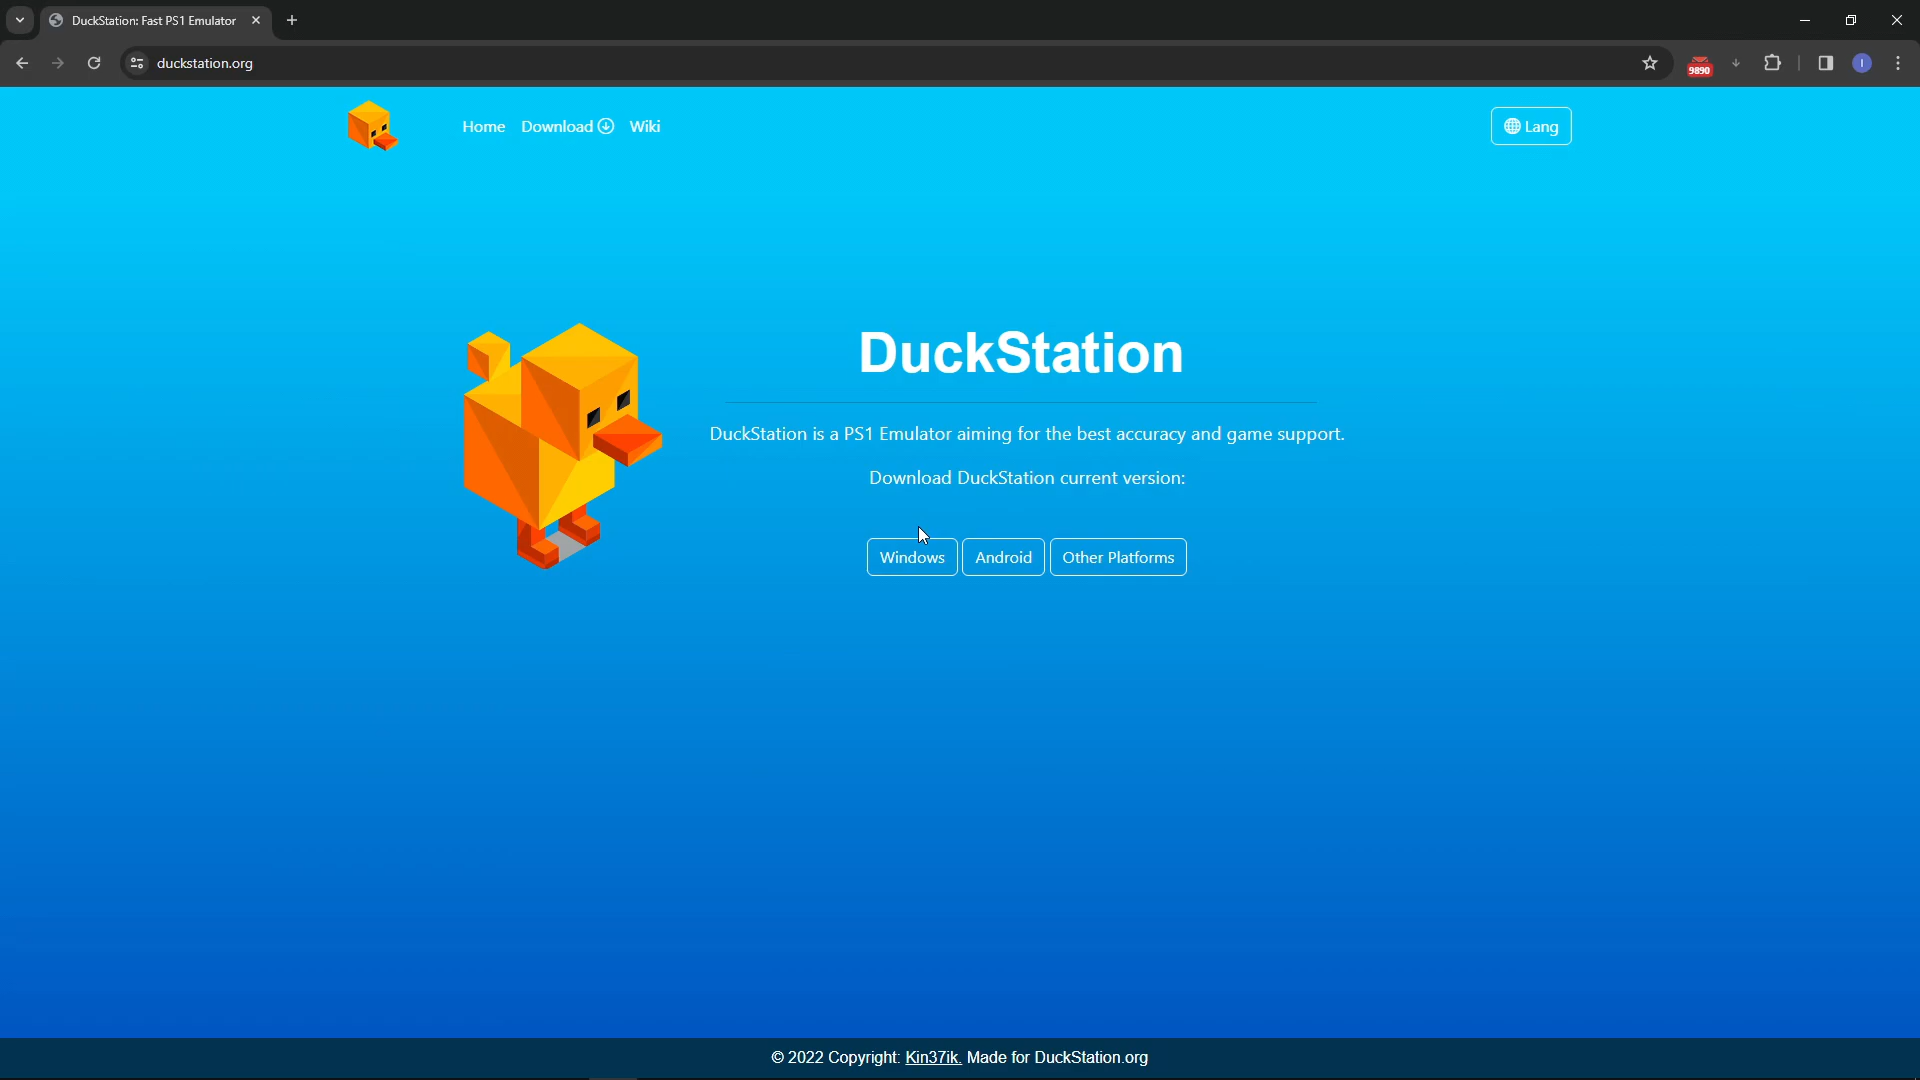 DuckStation: Fast PS1 Emulator
duckstation.org
9890
I
Home Download Wiki
Lang
DuckStation
DuckStation is a PS1 Emulator aiming for the best accuracy and game support.
Download DuckStation current version:
Windows Android Other Platforms
© 2022 Copyright: Kin37ik. Made for DuckStation.org